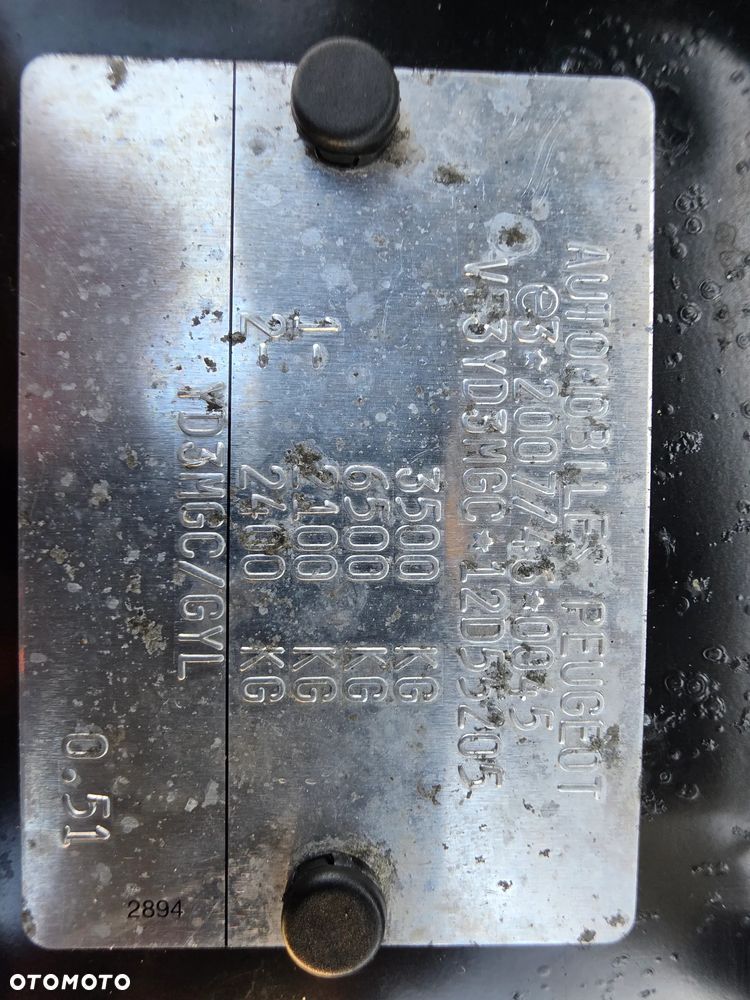 AUTOMOBILES PEUGEOT
e3*2007/46*0045
VF3YD3MGC*
3500 KG
6500 KG
1- 2100 KG
2- 2400 KG
YD3MGC/GYL
0.51
2894
OTOMOTO